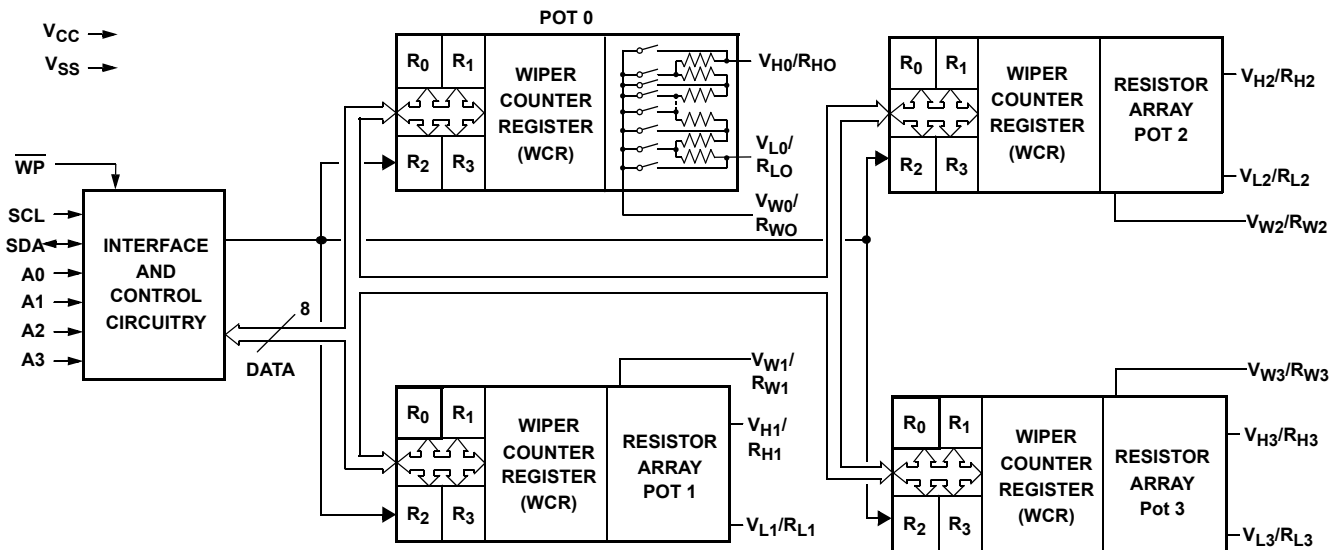 POT 0
VCC
VSS
R0 R1
R2 R3
WIPER
COUNTER
REGISTER
(WCR)
VH0/RHO
VL0/
RLO
VW0/
RWO
R0 R1
R2 R3
WIPER
COUNTER
REGISTER
(WCR)
RESISTOR
ARRAY
POT 2
VH2/RH2
VL2/RL2
VW2/RW2
WP
SCL
SDA
A0
A1
A2
A3
INTERFACE
AND
CONTROL
CIRCUITRY
8
DATA
R0 R1
R2 R3
WIPER
COUNTER
REGISTER
(WCR)
RESISTOR
ARRAY
POT 1
VW1/
RW1
VH1/
RH1
VL1/RL1
R0 R1
R2 R3
WIPER
COUNTER
REGISTER
(WCR)
RESISTOR
ARRAY
Pot 3
VW3/RW3
VH3/RH3
VL3/RL3